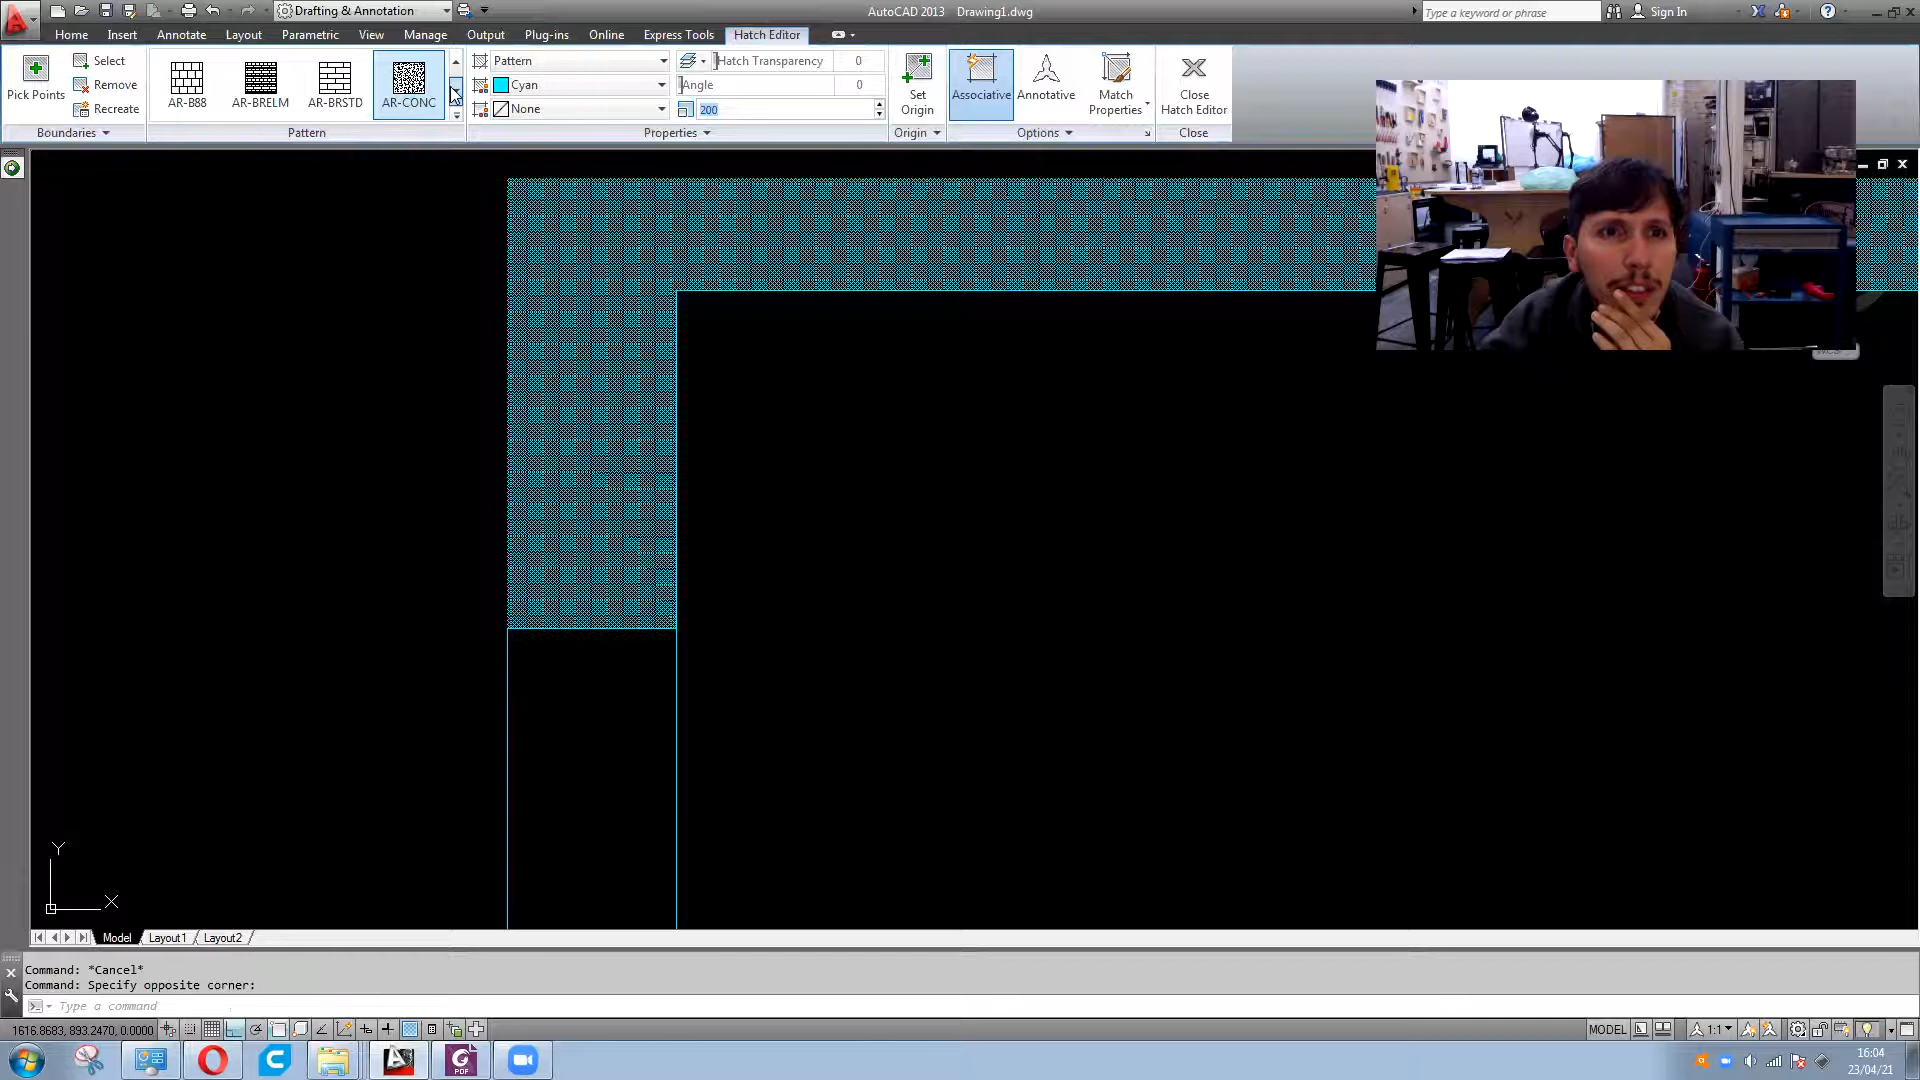 Drafting & Annotation
AutoCAD 2013 Drawing1.dwg
Type a keyword or phrase
Sign In
Home Insert Annotate Layout Parametric View Manage Output Plug-ins Online Express Tools Hatch Editor
Pick Points
Select
Remove
Recreate
Boundaries
AR-B88
AR-BRELM
AR-BRSTD
AR-CONC
Pattern
Pattern
Cyan
None
Hatch Transparency 0
Angle 0
200
Properties
Set
Origin
Origin
Associative
Annotative
Match
Properties
Options
Close
Hatch Editor
Close
Y
X
Model Layout1 Layout2
Command: *Cancel*
Command: Specify opposite corner:
Type a command
1616.8683, 893.2470, 0.0000
MODEL
1:1
PDF
16:04
23/04/21